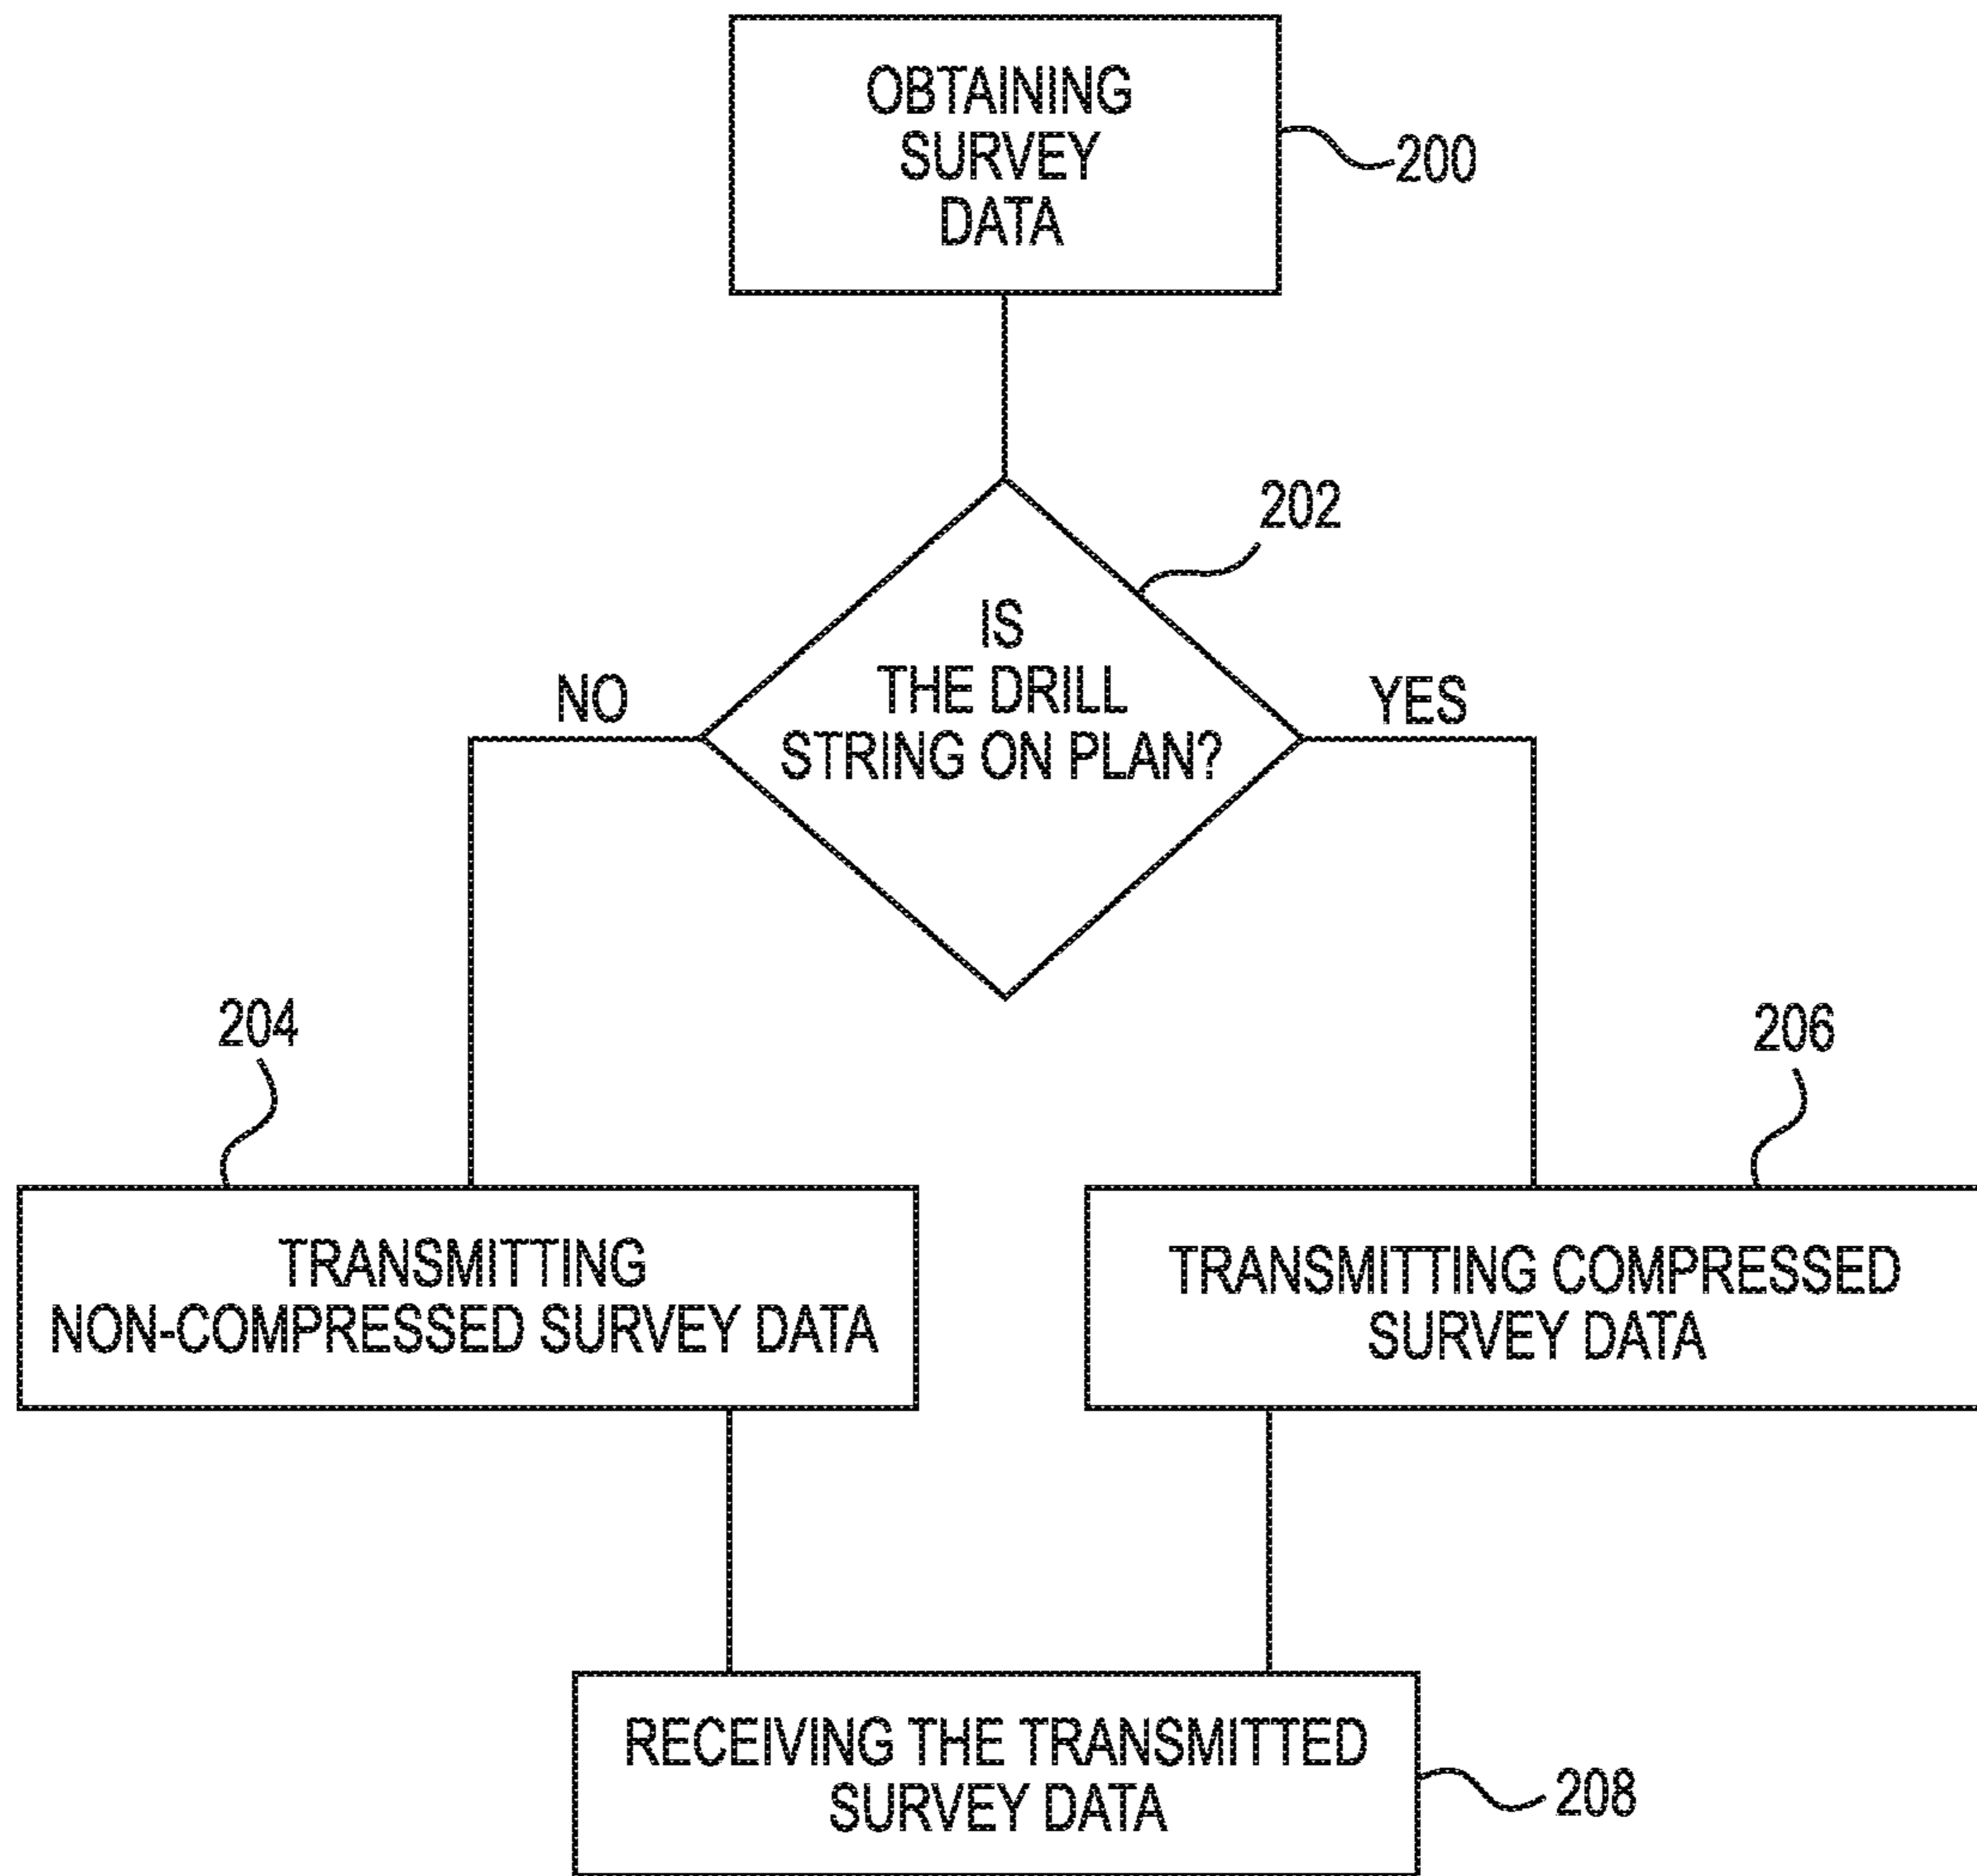 OBTAINING
SURVEY
DATA
200
202
IS
THE DRILL
STRING ON PLAN?
NO
YES
204
206
TRANSMITTING
NON-COMPRESSED SURVEY DATA
TRANSMITTING COMPRESSED
SURVEY DATA
RECEIVING THE TRANSMITTED
SURVEY DATA
208